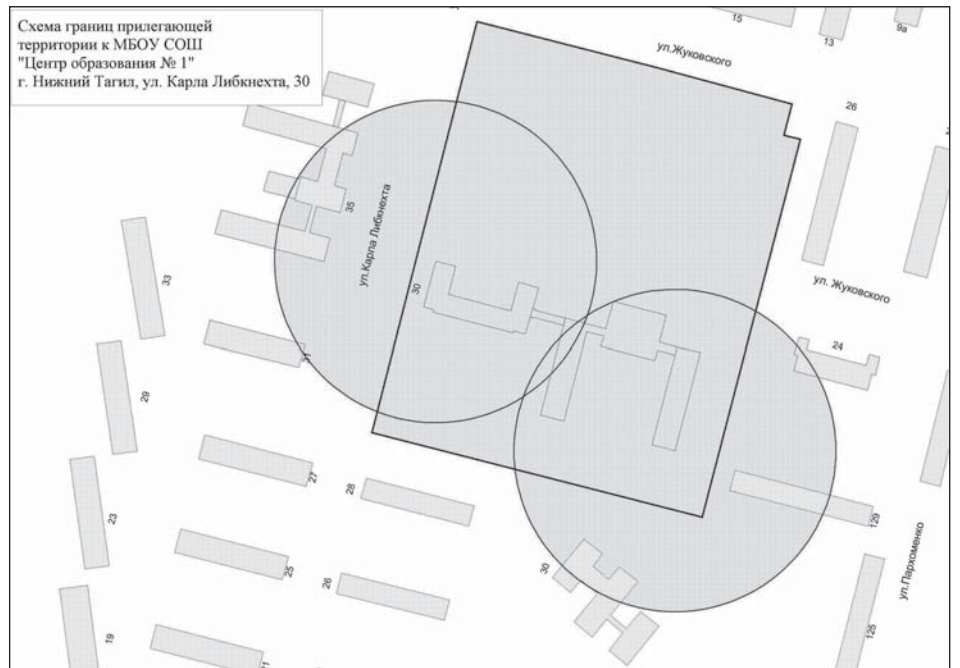 Схема границ прилегающей
территории к МБОУ СОШ
"Центр образования № 1"
г. Нижний Тагил, ул. Карла Либкнехта, 30
15
13
9а
ул.Жуковского
26
35
ул.Карла Либкнехта
33
30
ул. Жуковского
24
31
29
27
28
23
129
25
26
30
ул.Пархоменко
19
125